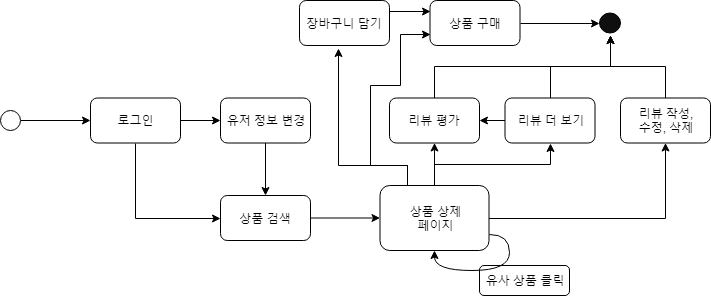 장바구니 담기
상품 구매
로그인
유저 정보 변경
리뷰 평가
리뷰 더 보기
리뷰 작성,
수정, 삭제
상품 검색
상품 상제
페이지
유사 상품 클릭